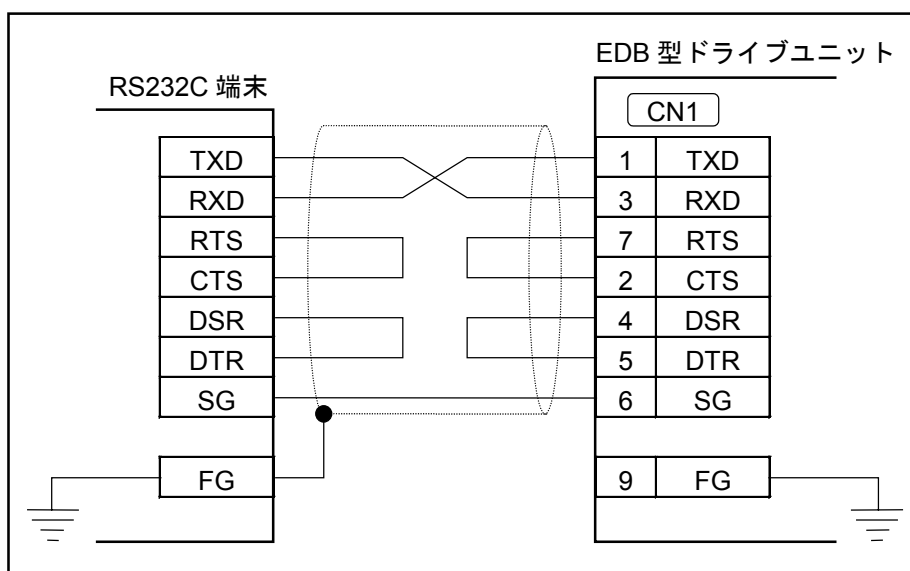 EDB 型ドライブユニット
RS232C 端末
CN1
TXD 1 TXD
RXD 3 RXD
RTS 7 RTS
CTS 2 CTS
DSR 4 DSR
DTR 5 DTR
SG 6 SG
FG 9 FG